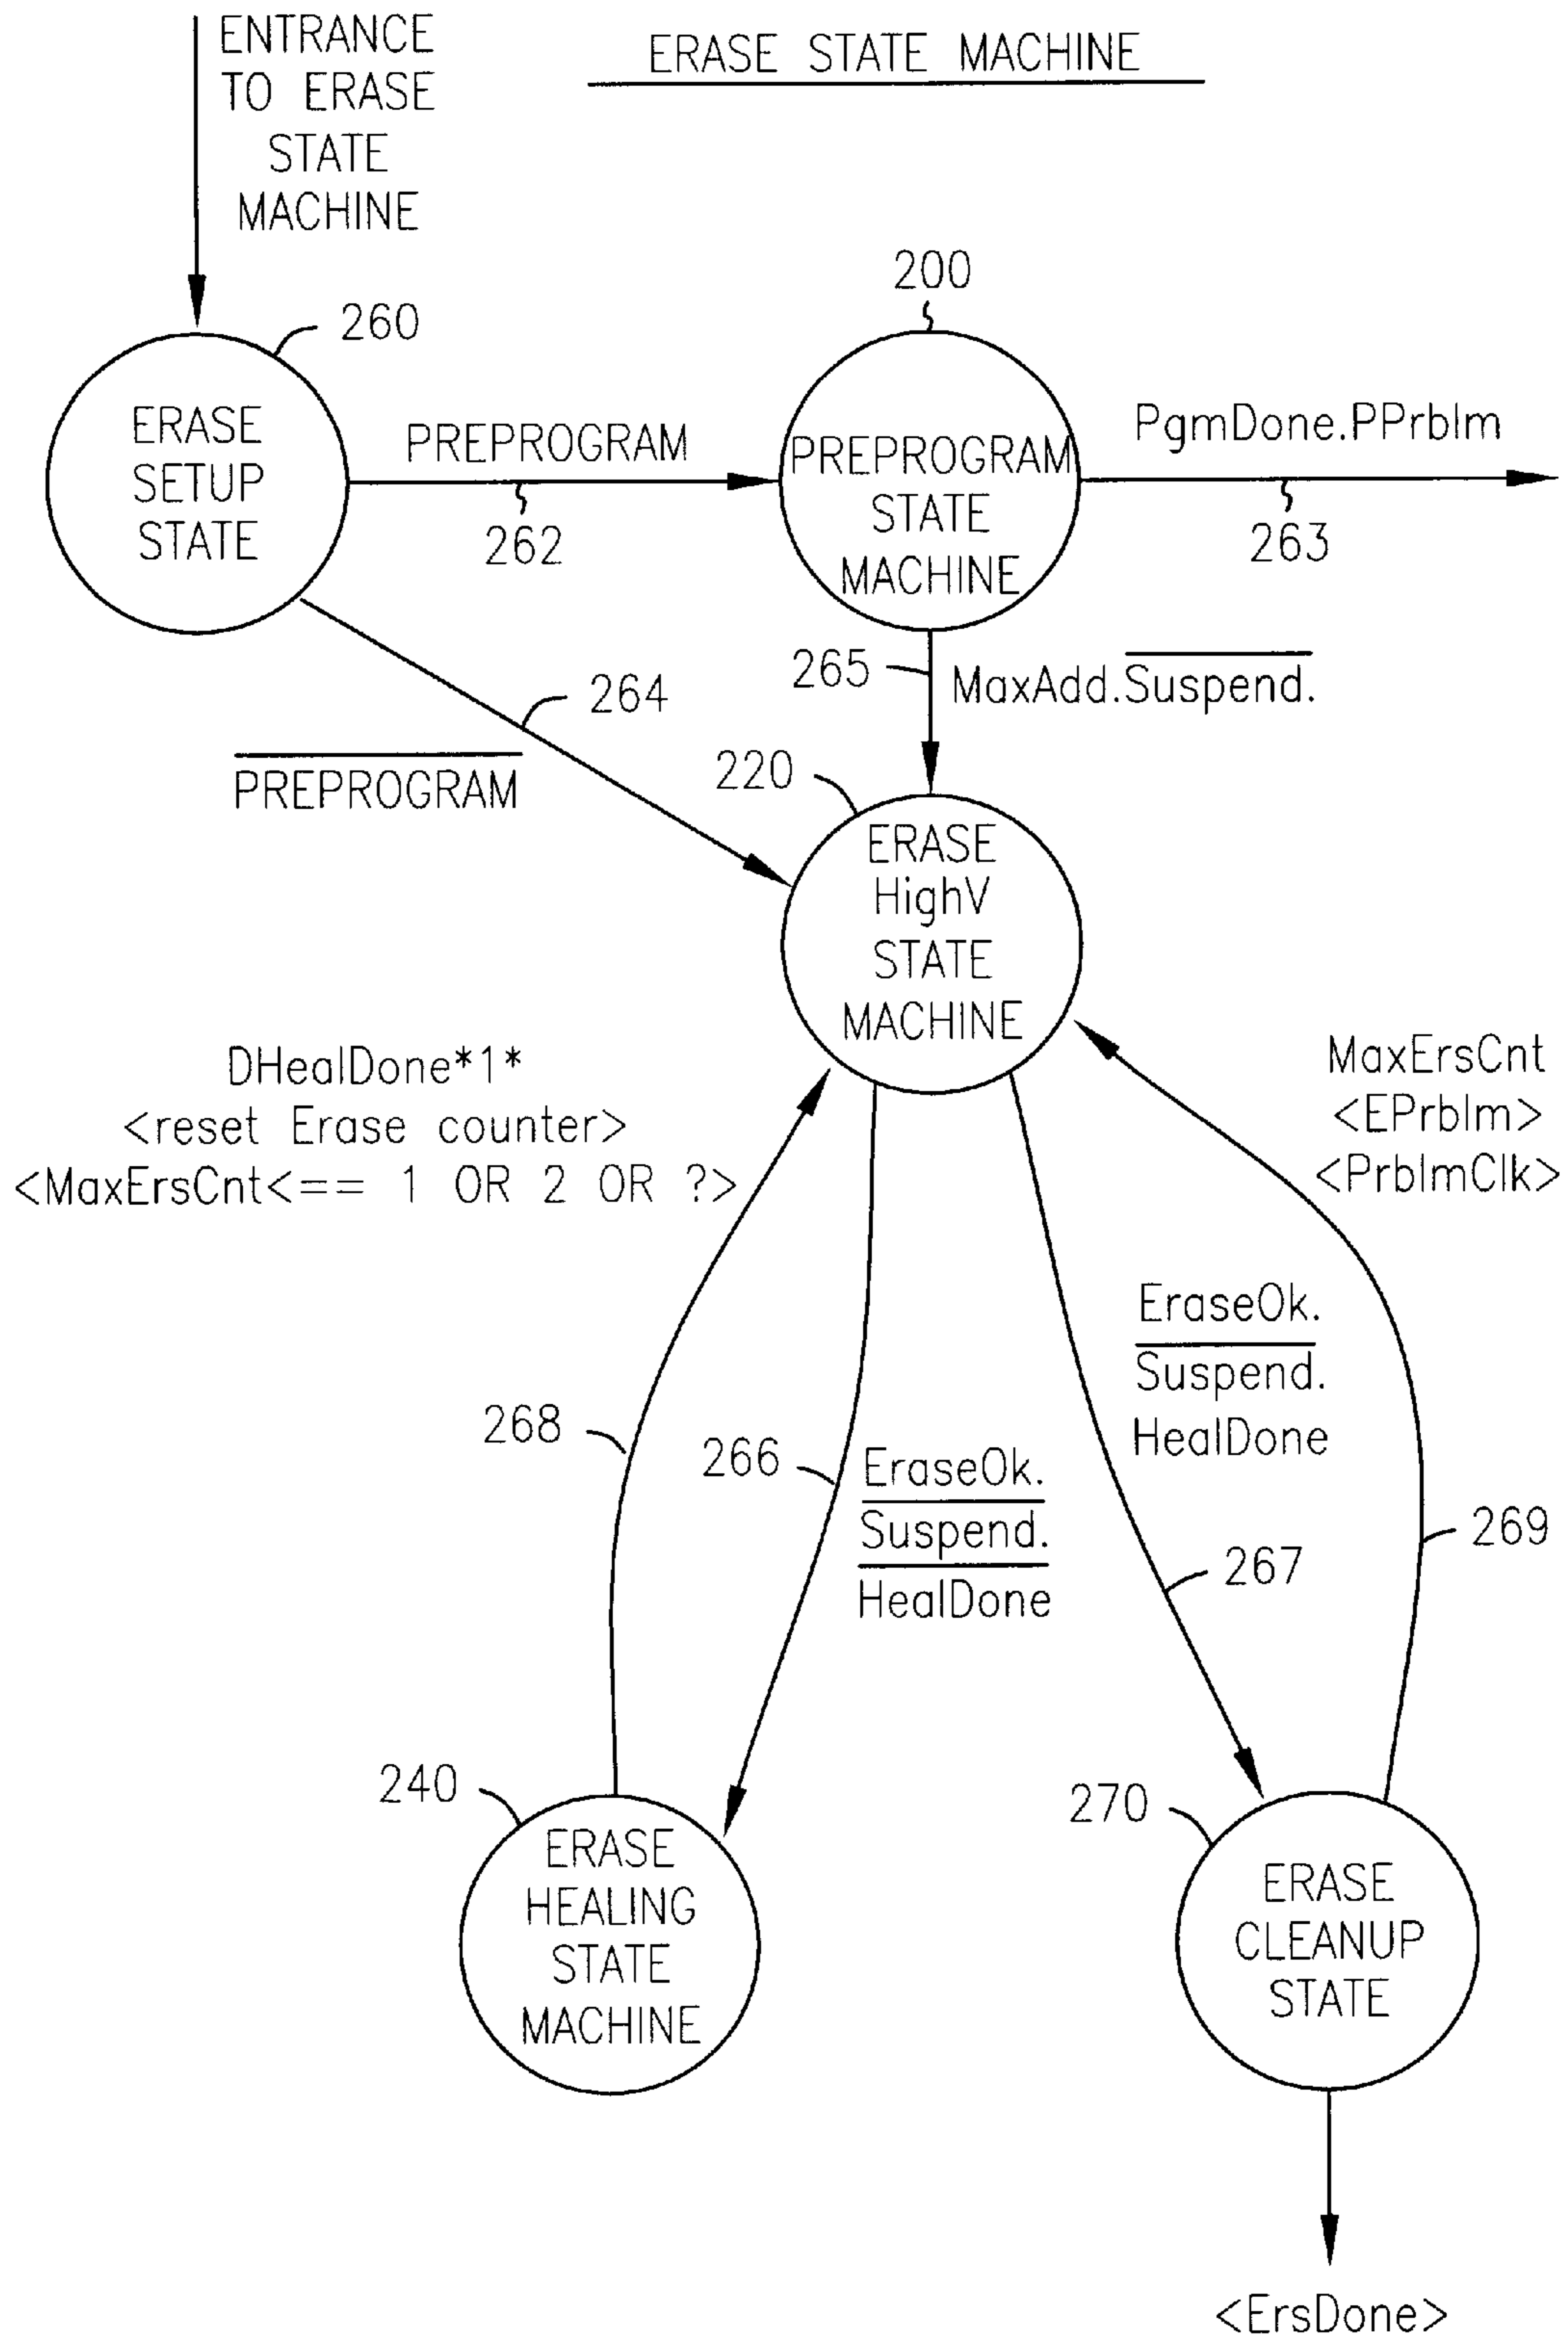 ENTRANCE
TO ERASE
STATE
MACHINE
ERASE STATE MACHINE
200
260
ERASE
SETUP
STATE
PREPROGRAM
262
PREPROGRAM
STATE
MACHINE
PgmDone.PPrblm
263
265
MaxAdd.Suspend.
264
PREPROGRAM
220
ERASE
HighV
STATE
MACHINE
DHealDone*1*
<reset Erase counter>
<MaxErsCnt<== 1 OR 2 OR ?>
MaxErsCnt
<EPrblm>
<PrblmClk>
EraseOk.
Suspend.
HealDone
268
266
EraseOk.
Suspend.
HealDone
267
269
240
ERASE
HEALING
STATE
MACHINE
270
ERASE
CLEANUP
STATE
<ErsDone>